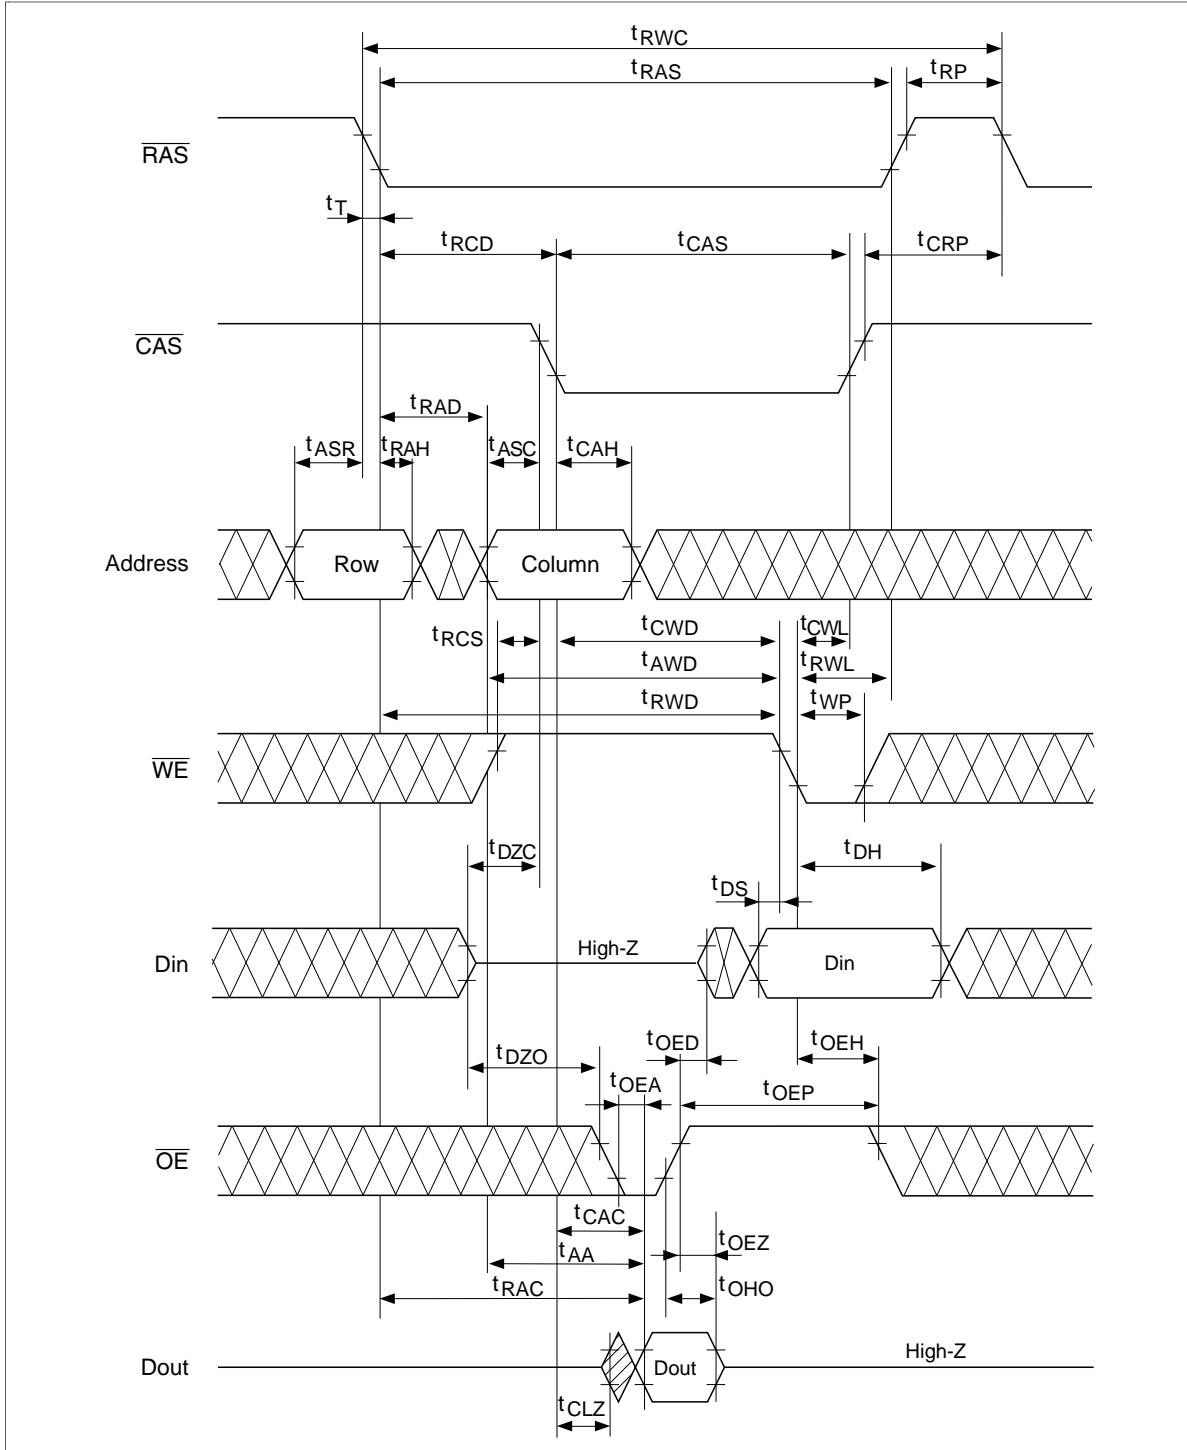 tRWC
tRAS
tRP
RAS
tT
tRCD
tCAS
tCRP
CAS
tRAD
tASR
tRAH
tASC
tCAH
Address
Row
Column
tRCS
tCWD
tCWL
tAWD
tRWL
tRWD
tWP
WE
tDZC
tDH
tDS
Din
High-Z
Din
tOED
tOEH
tDZO
tOEA
tOEP
OE
tCAC
tOEZ
tAA
tRAC
tOHO
Dout
Dout
High-Z
tCLZ